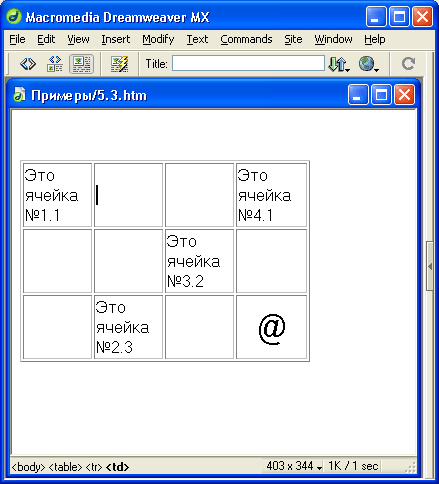 Macromedia Dreamweaver MX
File Edit View Insert Modify Text Commands Site Window Help
Title:
Примеры/5.3.htm
Это
ячейка
№1.1
Это
ячейка
№4.1
Это
ячейка
№3.2
Это
ячейка
№2.3
@
<body> <table> <tr> <td>
403 x 344
1K / 1 sec